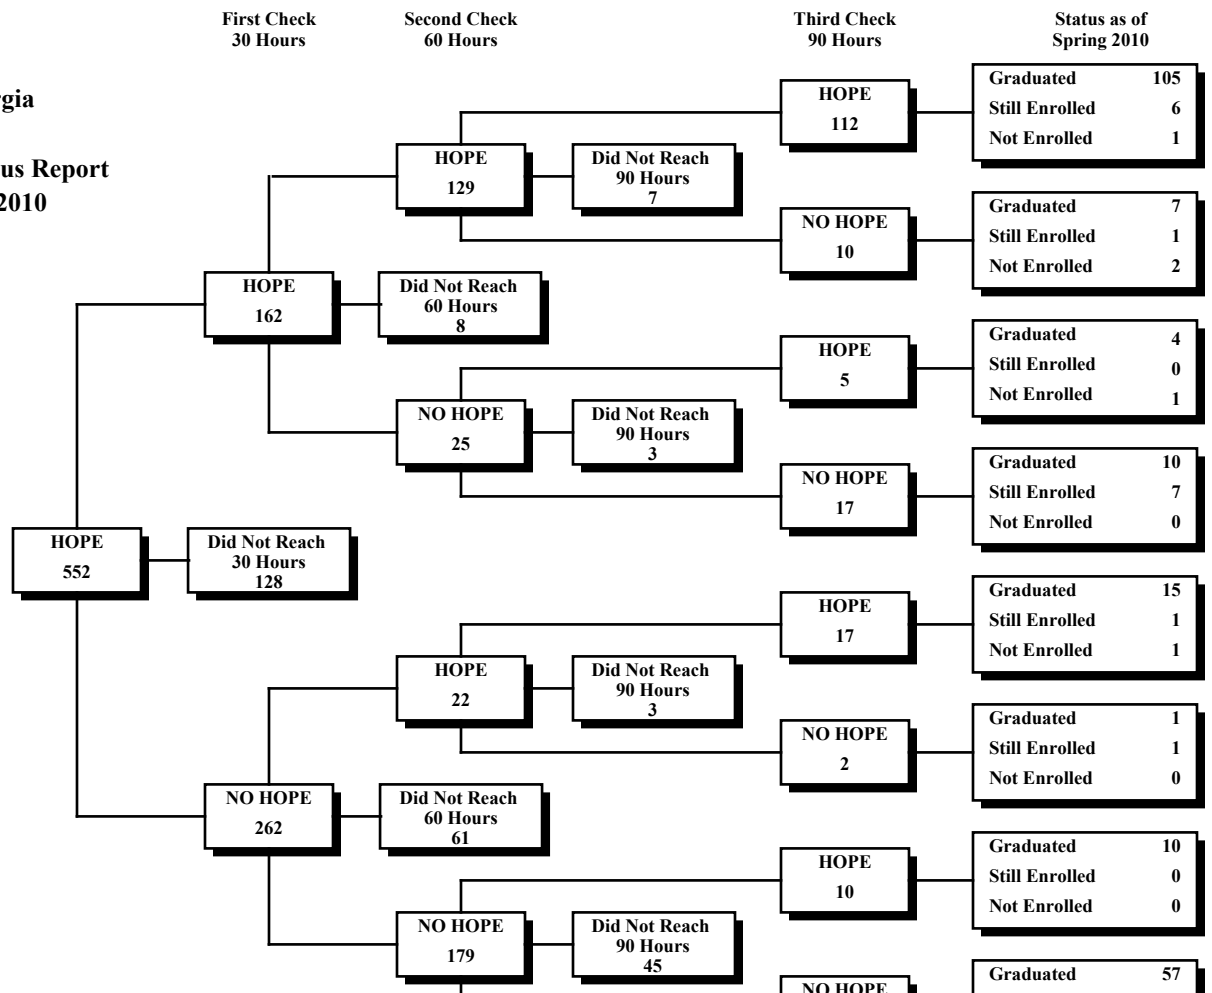 First Check
30 Hours
Second Check
60 Hours
Third Check
90 Hours
Status as of
Spring 2010
rgia
us Report
2010
HOPE
552
Did Not Reach
30 Hours
128
HOPE
162
Did Not Reach
60 Hours
8
HOPE
129
Did Not Reach
90 Hours
7
HOPE
112
Graduated 105
Still Enrolled 6
Not Enrolled 1
NO HOPE
10
Graduated 7
Still Enrolled 1
Not Enrolled 2
NO HOPE
25
Did Not Reach
90 Hours
3
HOPE
5
Graduated 4
Still Enrolled 0
Not Enrolled 1
NO HOPE
17
Graduated 10
Still Enrolled 7
Not Enrolled 0
NO HOPE
262
Did Not Reach
60 Hours
61
HOPE
22
Did Not Reach
90 Hours
3
HOPE
17
Graduated 15
Still Enrolled 1
Not Enrolled 1
NO HOPE
2
Graduated 1
Still Enrolled 1
Not Enrolled 0
NO HOPE
179
Did Not Reach
90 Hours
45
HOPE
10
Graduated 10
Still Enrolled 0
Not Enrolled 0
NO HOPE
Graduated 57